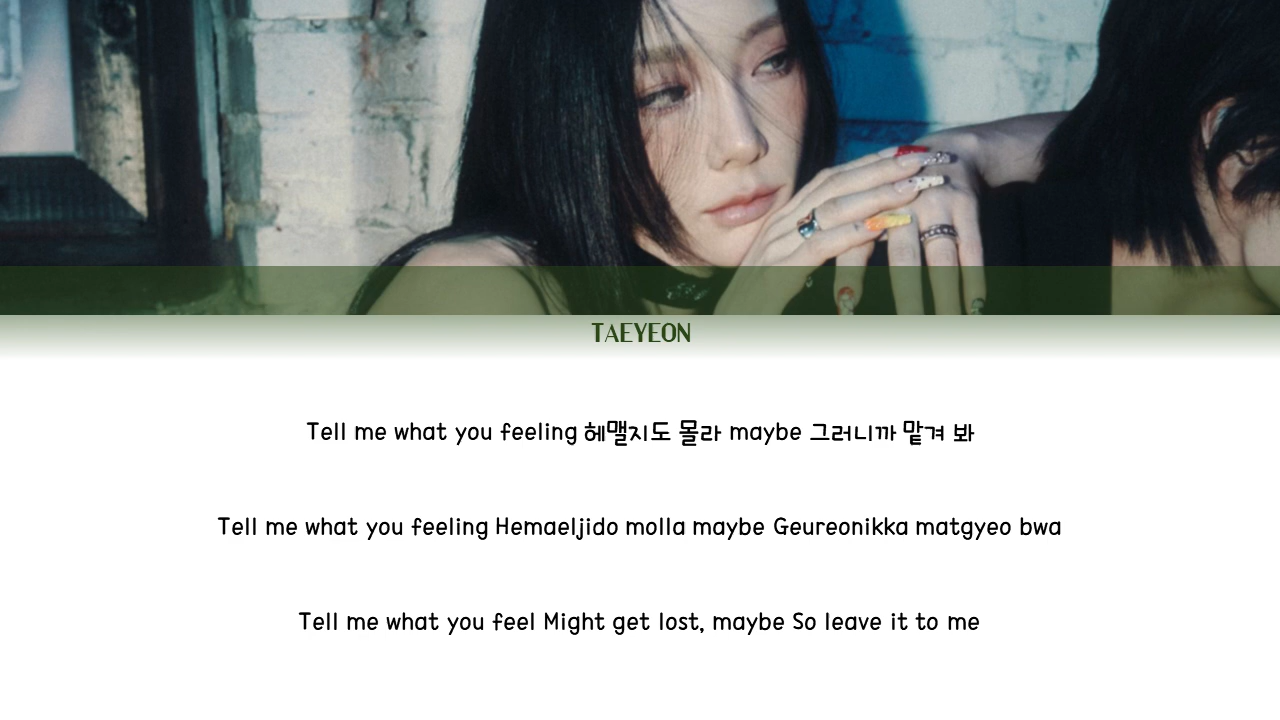 TAEYEON
Tell me what you feeling 헤맬지도 몰라 maybe 그러니까 맡겨 봐
Tell me what you feeling Hemaeljido molla maybe Geureonikka matgyeo bwa
Tell me what you feel Might get lost, maybe So leave it to me